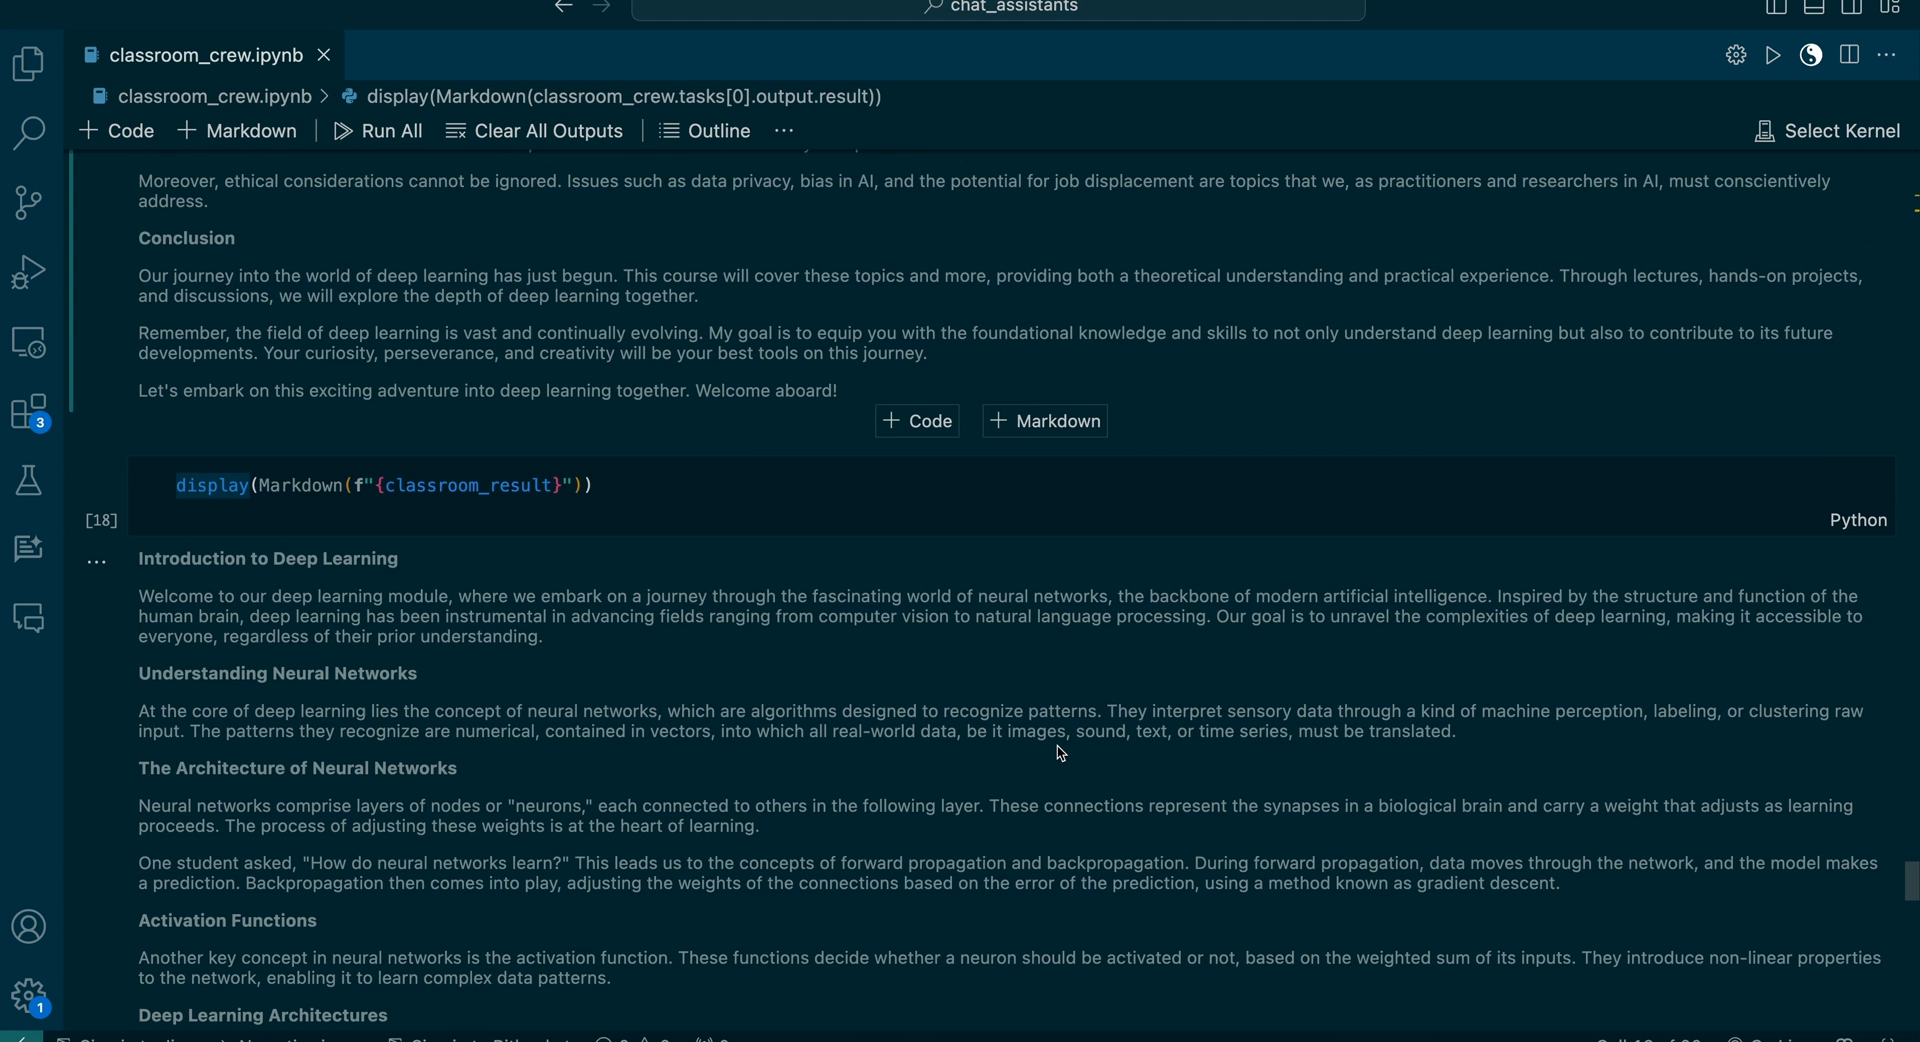 chat_assistants
classroom_crew.ipynb
classroom_crew.ipynb > display(Markdown(classroom_crew.tasks[0].output.result))
+ Code + Markdown Run All Clear All Outputs Outline ... Select Kernel
Moreover, ethical considerations cannot be ignored. Issues such as data privacy, bias in AI, and the potential for job displacement are topics that we, as practitioners and researchers in AI, must conscientively
address.
Conclusion
Our journey into the world of deep learning has just begun. This course will cover these topics and more, providing both a theoretical understanding and practical experience. Through lectures, hands-on projects,
and discussions, we will explore the depth of deep learning together.
Remember, the field of deep learning is vast and continually evolving. My goal is to equip you with the foundational knowledge and skills to not only understand deep learning but also to contribute to its future
developments. Your curiosity, perseverance, and creativity will be your best tools on this journey.
Let's embark on this exciting adventure into deep learning together. Welcome aboard!
3
+ Code + Markdown
display(Markdown(f"{classroom_result}"))
[18] Python
... Introduction to Deep Learning
Welcome to our deep learning module, where we embark on a journey through the fascinating world of neural networks, the backbone of modern artificial intelligence. Inspired by the structure and function of the
human brain, deep learning has been instrumental in advancing fields ranging from computer vision to natural language processing. Our goal is to unravel the complexities of deep learning, making it accessible to
everyone, regardless of their prior understanding.
Understanding Neural Networks
At the core of deep learning lies the concept of neural networks, which are algorithms designed to recognize patterns. They interpret sensory data through a kind of machine perception, labeling, or clustering raw
input. The patterns they recognize are numerical, contained in vectors, into which all real-world data, be it images, sound, text, or time series, must be translated.
The Architecture of Neural Networks
Neural networks comprise layers of nodes or "neurons," each connected to others in the following layer. These connections represent the synapses in a biological brain and carry a weight that adjusts as learning
proceeds. The process of adjusting these weights is at the heart of learning.
One student asked, "How do neural networks learn?" This leads us to the concepts of forward propagation and backpropagation. During forward propagation, data moves through the network, and the model makes
a prediction. Backpropagation then comes into play, adjusting the weights of the connections based on the error of the prediction, using a method known as gradient descent.
Activation Functions
Another key concept in neural networks is the activation function. These functions decide whether a neuron should be activated or not, based on the weighted sum of its inputs. They introduce non-linear properties
to the network, enabling it to learn complex data patterns.
1
Deep Learning Architectures